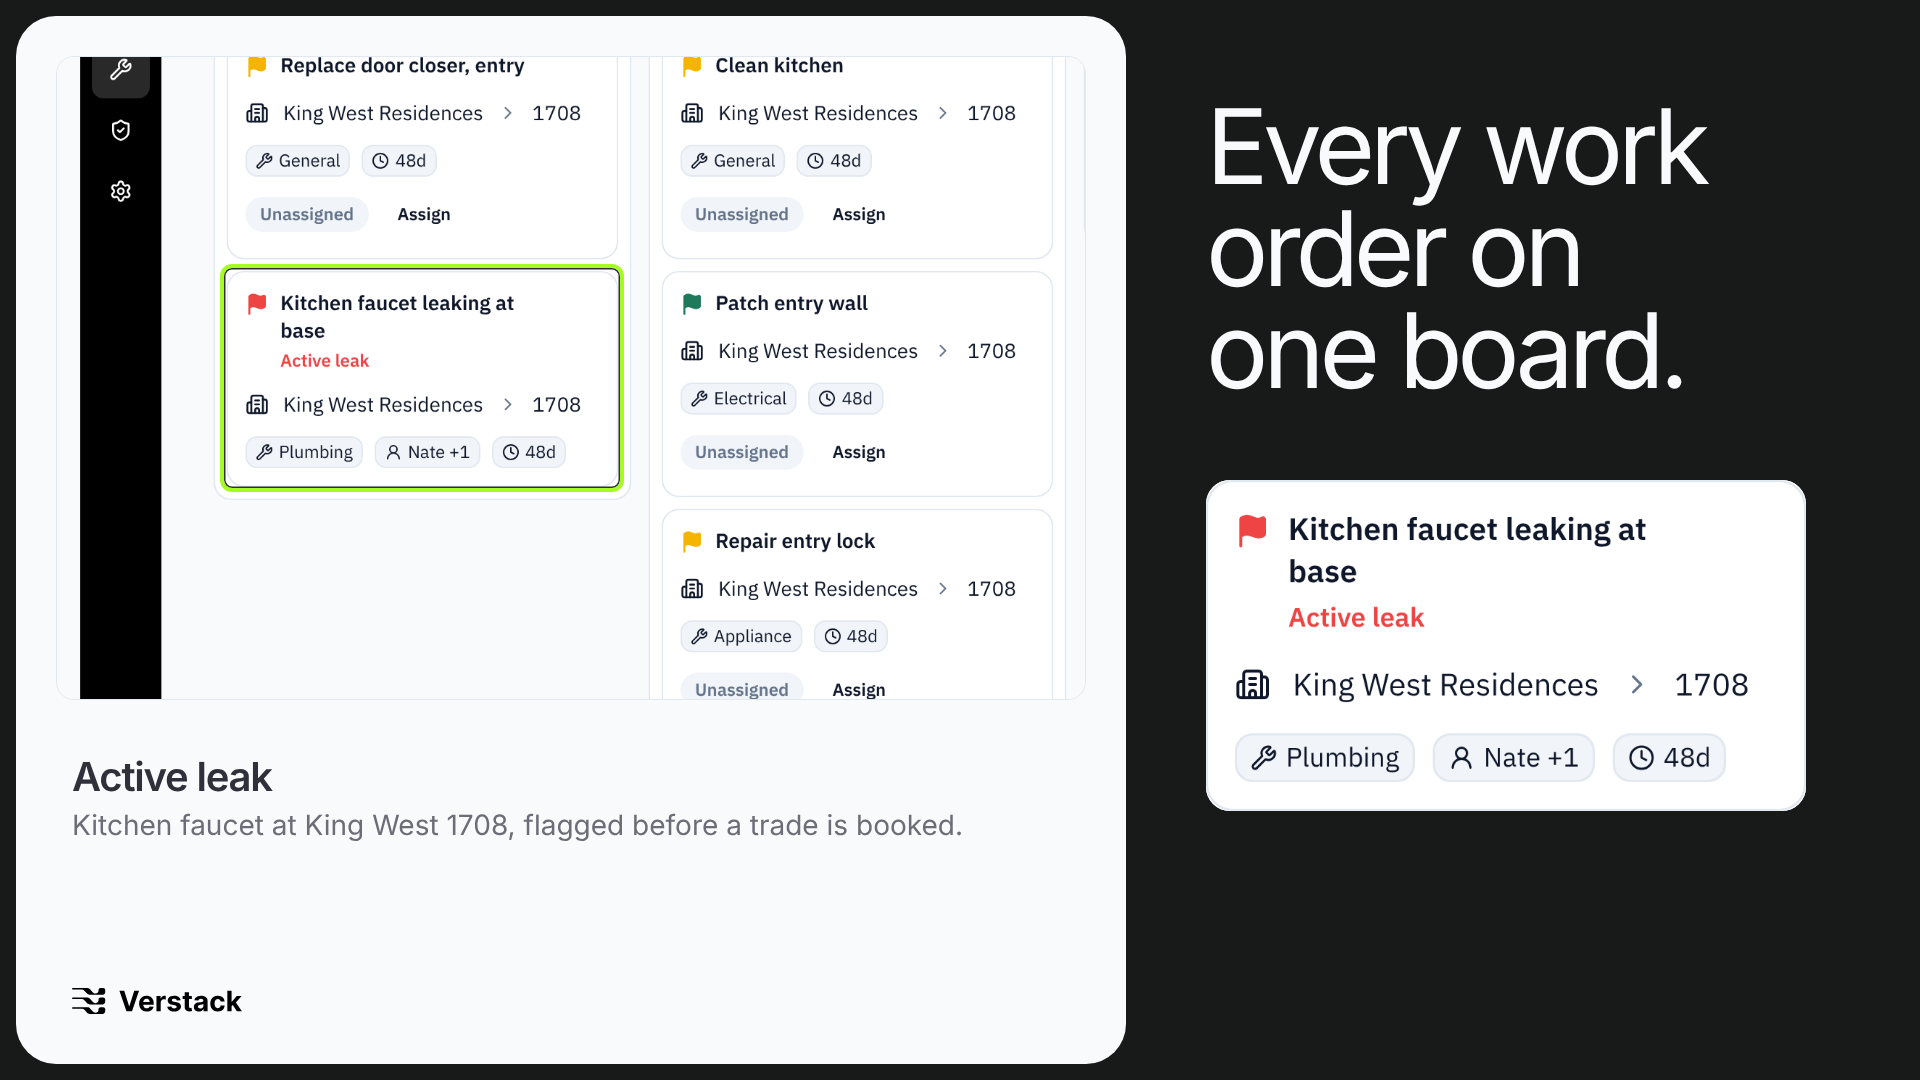 Replace door closer, entry
King West Residences > 1708
General 48d
Unassigned Assign
Kitchen faucet leaking at
base
Active leak
King West Residences > 1708
Plumbing Nate +1 48d
Clean kitchen
King West Residences > 1708
General 48d
Unassigned Assign
Patch entry wall
King West Residences > 1708
Electrical 48d
Unassigned Assign
Repair entry lock
King West Residences > 1708
Appliance 48d
Unassigned Assign
Active leak
Kitchen faucet at King West 1708, flagged before a trade is booked.
Verstack
Every work
order on
one board.
Kitchen faucet leaking at
base
Active leak
King West Residences > 1708
Plumbing Nate +1 48d